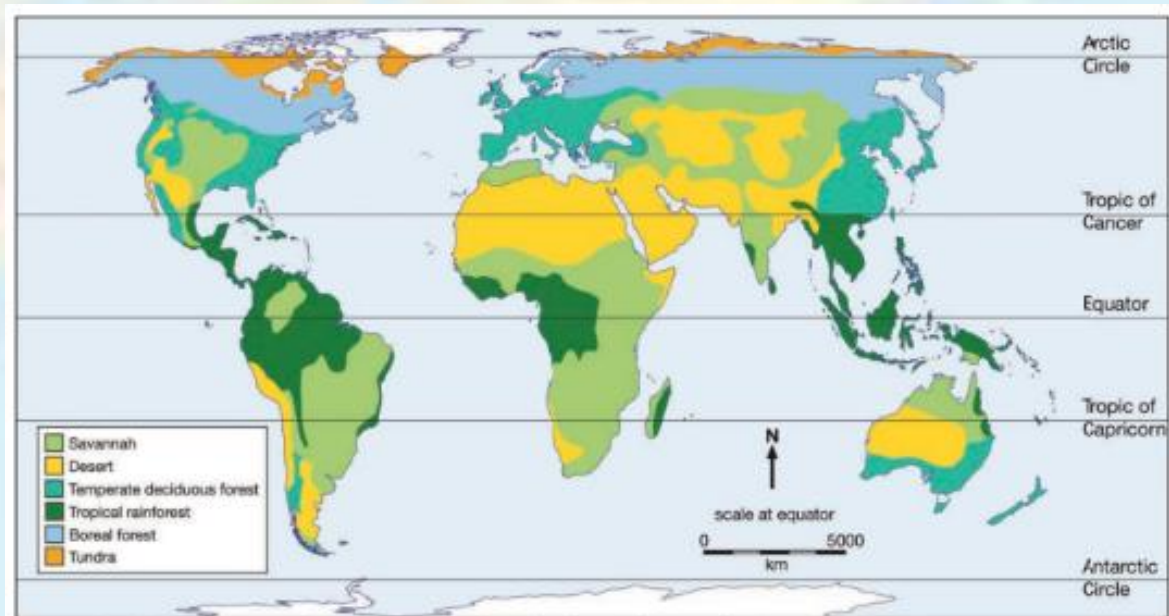 Arctic
Circle
Tropic of
Cancer
Equator
Tropic of
Capricorn
Savannah
Desert
Temperate deciduous forest
Tropical rainforest
Boreal forest
Tundra
N
scale at equator
0 5000
km
Antarctic
Circle